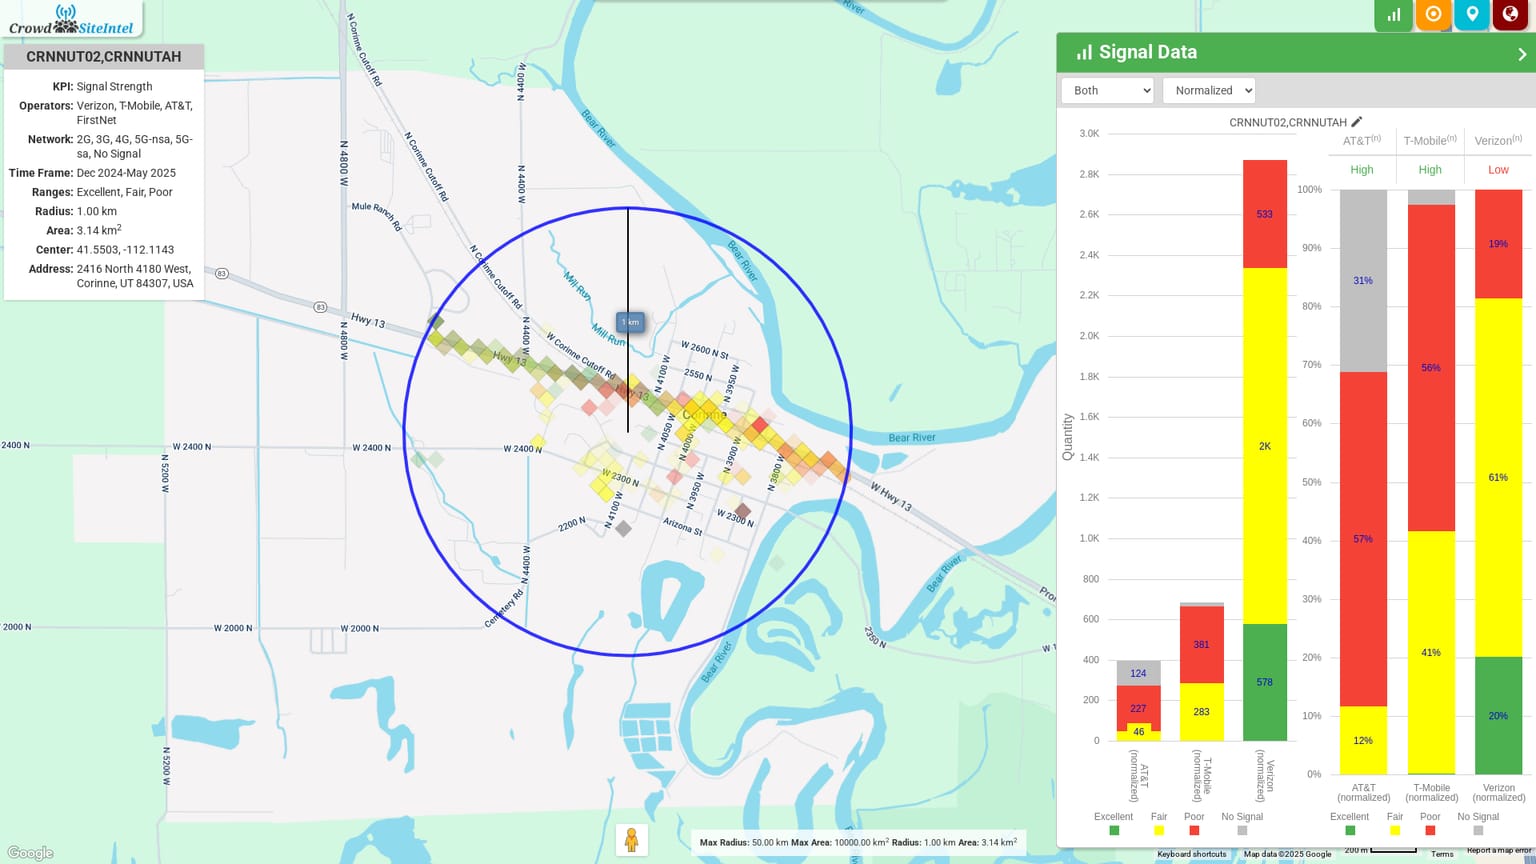 Crowd SiteIntel
CRNNUT02,CRNNUTAH
KPI: Signal Strength
Operators: Verizon, T-Mobile, AT&T,
FirstNet
Network: 2G, 3G, 4G, 5G-nsa, 5G-
sa, No Signal
Time Frame: Dec 2024-May 2025
Ranges: Excellent, Fair, Poor
Radius: 1.00 km
Area: 3.14 km²
Center: 41.5503, -112.1143
Address: 2416 North 4180 West,
Corinne, UT 84307, USA
N Corinne Cutoff Rd
N 4400 W
N 4800 W
N Corinne Cutoff Rd
N 4400 W
Bear River
Mule Ranch Rd
N Corinne Cutoff Rd
Bear River
83
83
Mill Run
Mill Run
1 km
Hwy 13
N 4800 W
N 4400 W
W Corinne Cutoff Rd
Hwy 13
Hwy 13
W 2600 N St
2550 N
N 4100 W
N 3950 W
Corinne
N 4050 W
N 4000 W
N 3900 W
N 3800 W
Bear River
2400 N
W 2400 N
W 2400 N
W 2400 N
N 5200 W
W 2300 N
N 4100 W
N 3950 W
W Hwy 13
2200 N
Arizona St
W 2300 N
N 4400 W
Bear River
Cemetery Rd
2000 N
W 2000 N
W 2000 N
2350 N
Bear River
N 5200 W
Google
Max Radius: 50.00 km Max Area: 10000.00 km² Radius: 1.00 km Area: 3.14 km²
Keyboard shortcuts
Map data ©2025 Google
200 m
Terms
Report a map error
Signal Data
Both
Normalized
CRNNUT02,CRNNUTAH
3.0K
2.8K
2.6K
2.4K
2.2K
2.0K
1.8K
1.6K
1.4K
1.2K
1.0K
800
600
400
200
0
Quantity
124
227
46
381
283
533
2K
578
AT&T
(normalized)
T-Mobile
(normalized)
Verizon
(normalized)
Excellent Fair Poor No Signal
AT&T(n) T-Mobile(n) Verizon(n)
High High Low
100%
90%
80%
70%
60%
50%
40%
30%
20%
10%
0%
31%
57%
12%
56%
41%
19%
61%
20%
AT&T
(normalized)
T-Mobile
(normalized)
Verizon
(normalized)
Excellent Fair Poor No Signal